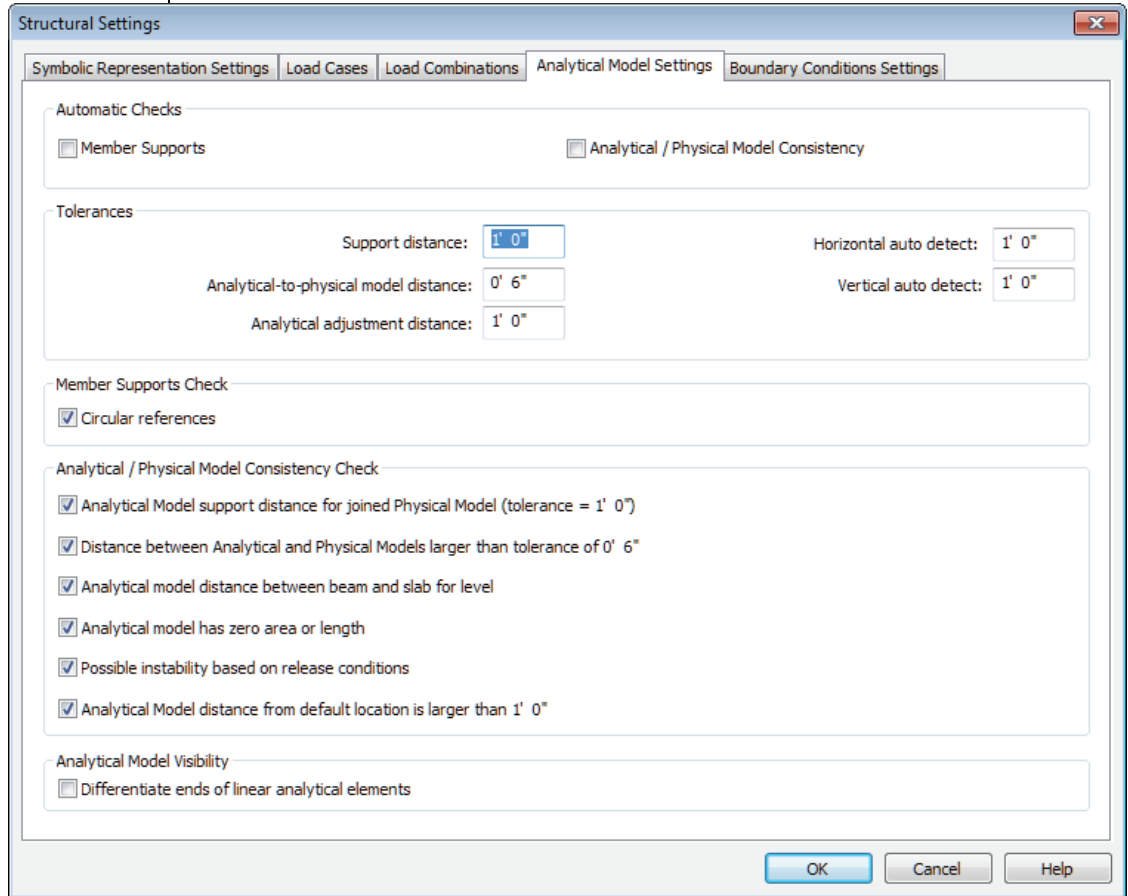 Structural Settings
Symbolic Representation Settings Load Cases Load Combinations Analytical Model Settings Boundary Conditions Settings
Automatic Checks
Member Supports Analytical / Physical Model Consistency
Tolerances
Support distance: 1' 0" Horizontal auto detect: 1' 0"
Analytical-to-physical model distance: 0' 6" Vertical auto detect: 1' 0"
Analytical adjustment distance: 1' 0"
Member Supports Check
Circular references
Analytical / Physical Model Consistency Check
Analytical Model support distance for joined Physical Model (tolerance = 1' 0")
Distance between Analytical and Physical Models larger than tolerance of 0' 6"
Analytical model distance between beam and slab for level
Analytical model has zero area or length
Possible instability based on release conditions
Analytical Model distance from default location is larger than 1' 0"
Analytical Model Visibility
Differentiate ends of linear analytical elements
OK Cancel Help